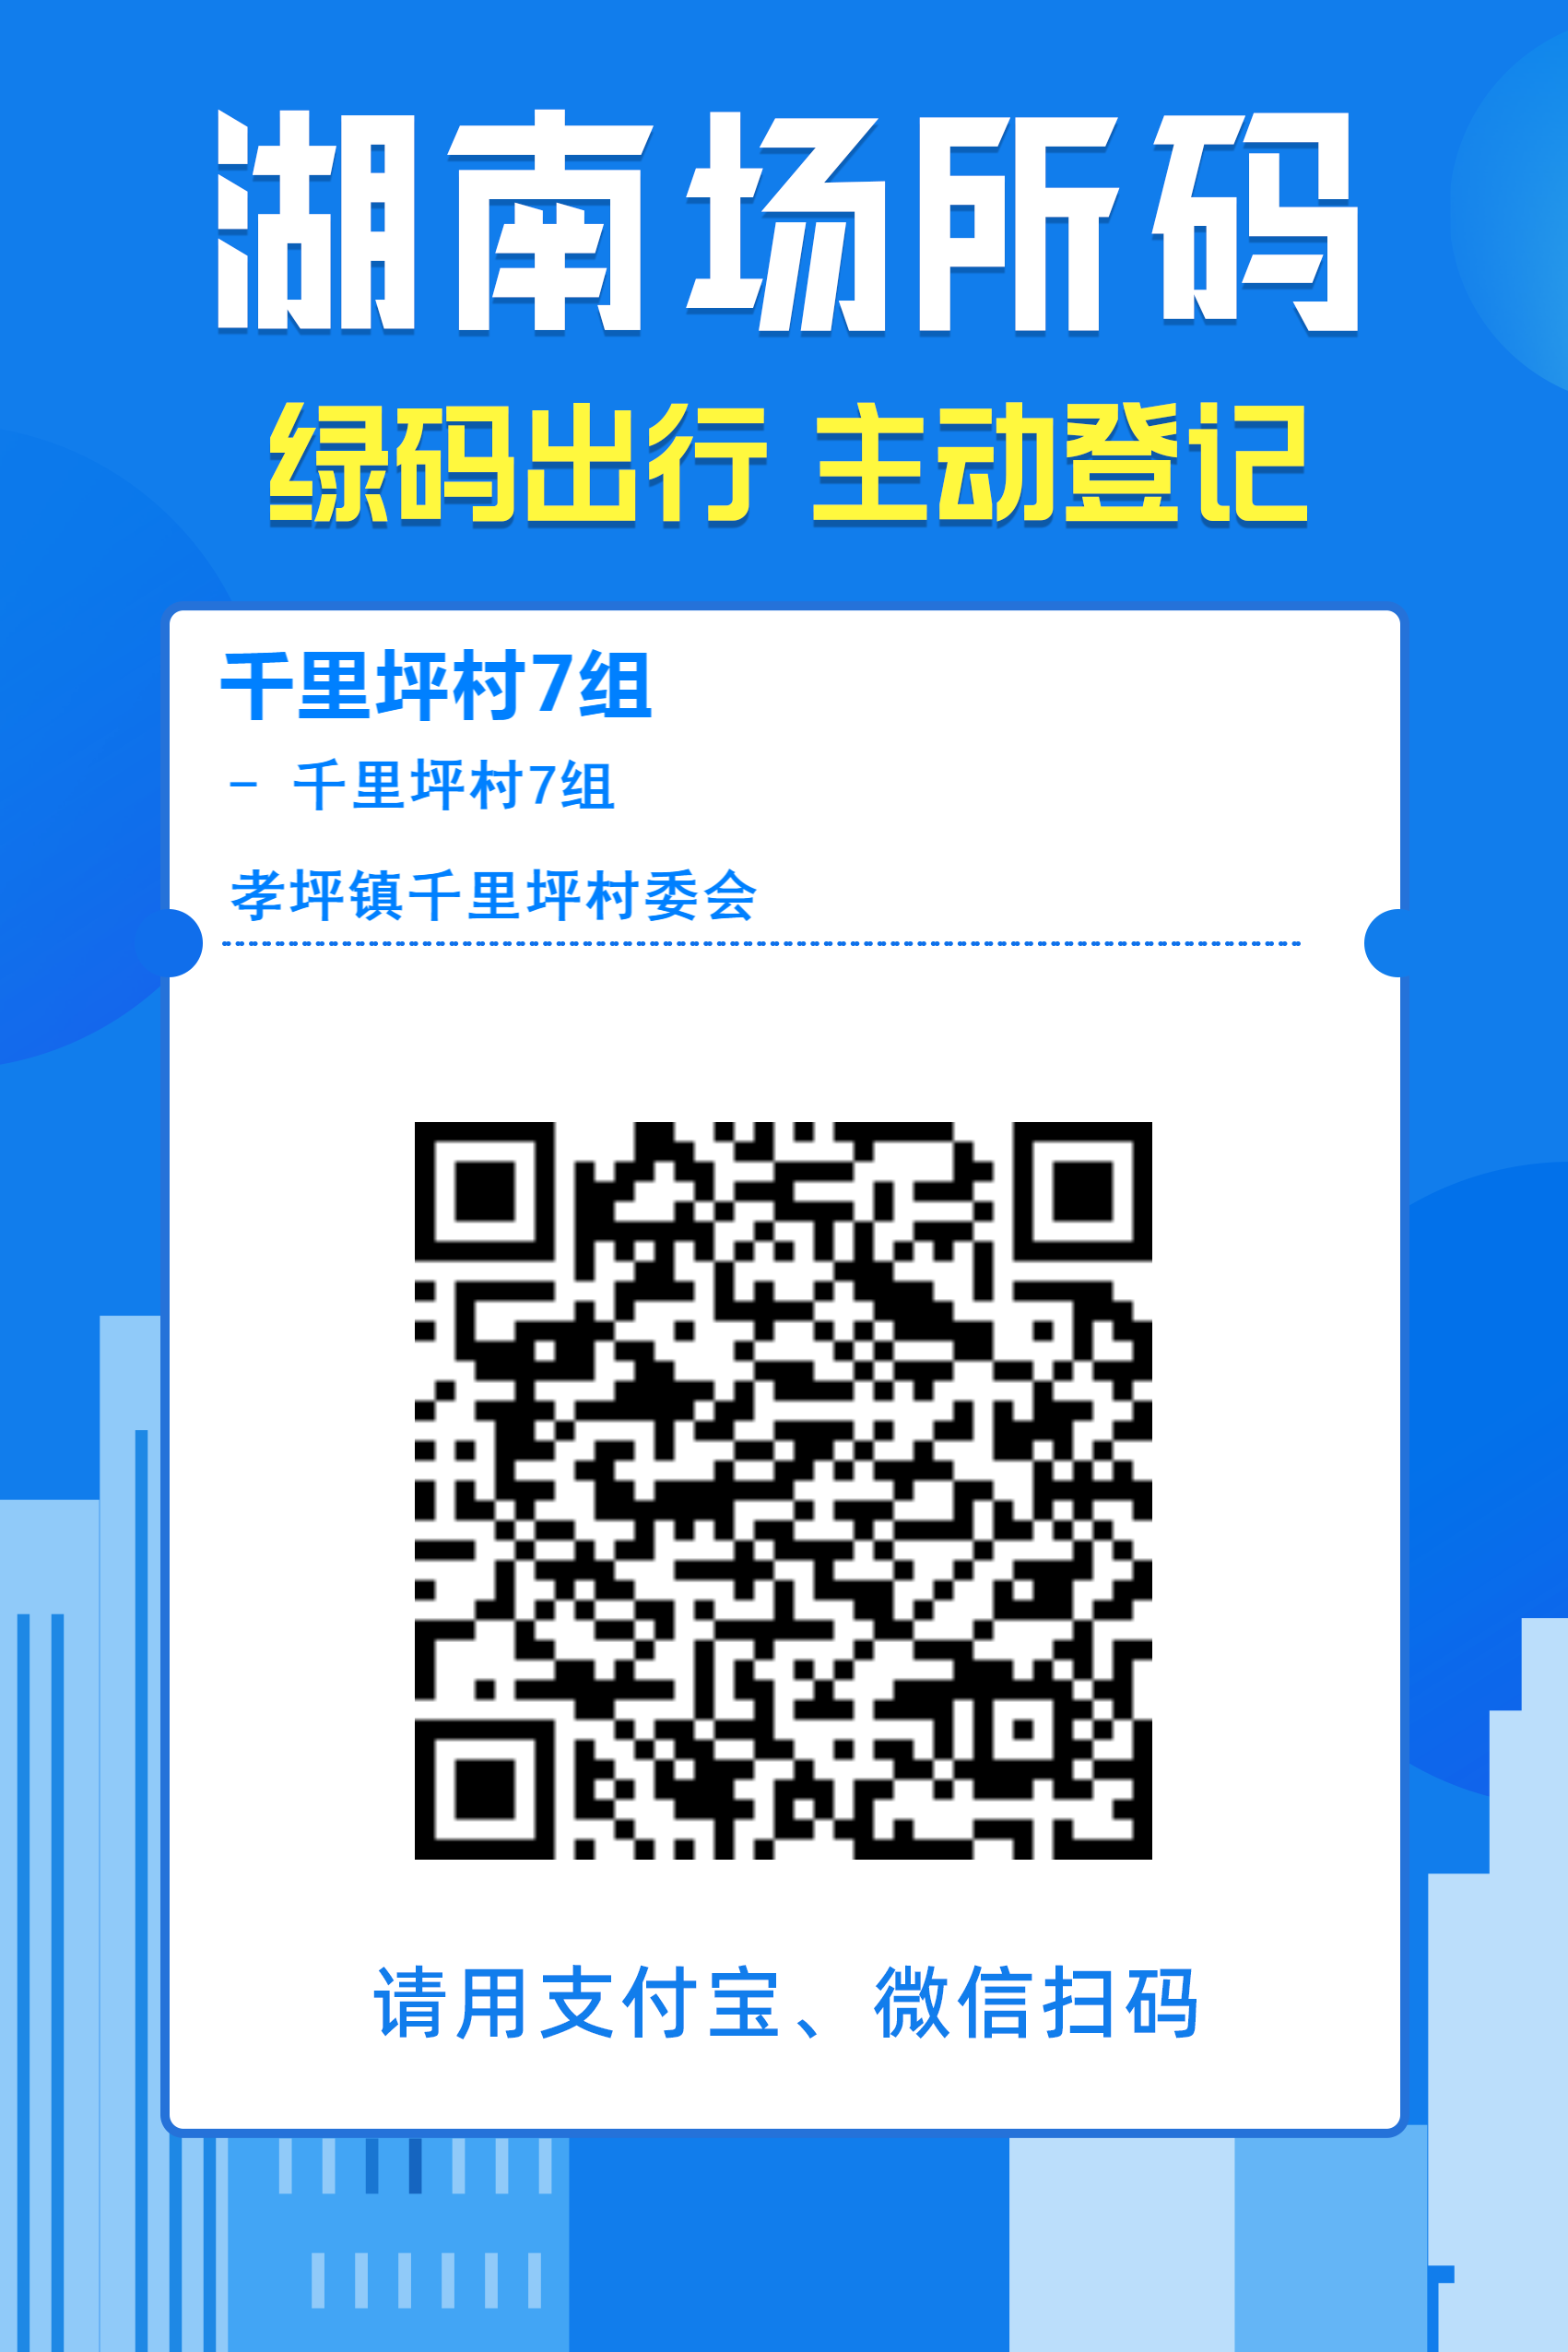 湖南场所码
绿码出行 主动登记
千里坪村7组
- 千里坪村7组
孝坪镇千里坪村委会
请用支付宝、微信扫码